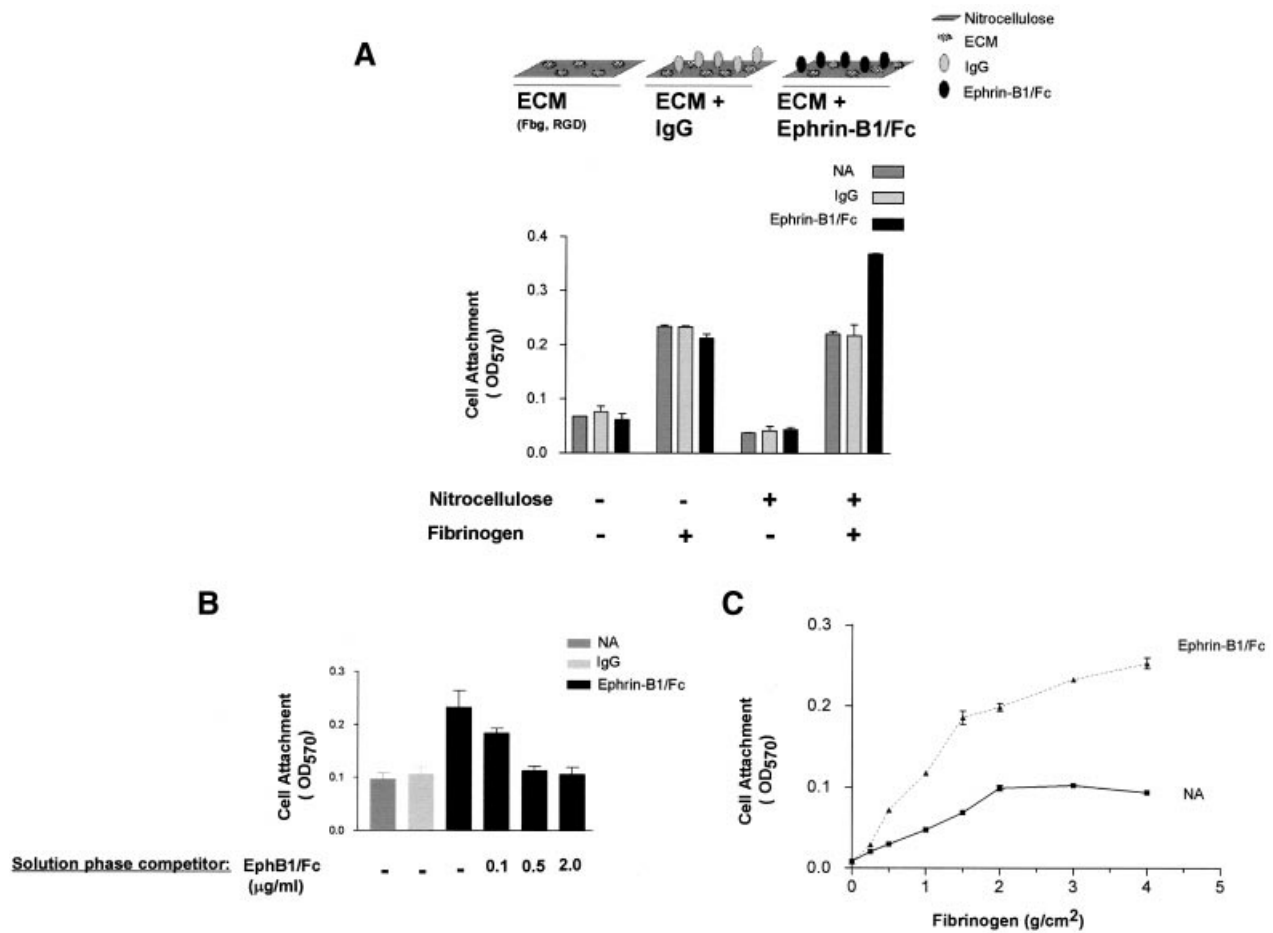 A
Nitrocellulose
ECM
IgG
Ephrin-B1/Fc
ECM
(Fbg, RGD)
ECM +
IgG
ECM +
Ephrin-B1/Fc
NA
IgG
Ephrin-B1/Fc
Cell Attachment
( OD570)
0.4
0.3
0.2
0.1
0.0
Nitrocellulose - - + +
Fibrinogen - + - +
B
NA
IgG
Ephrin-B1/Fc
Cell Attachment
( OD570)
0.3
0.2
0.1
0.0
Solution phase competitor: EphB1/Fc - - - 0.1 0.5 2.0
(μg/ml)
C
Cell Attachment
( OD570)
0.3
0.2
0.1
0.0
Ephrin-B1/Fc
NA
0 1 2 3 4 5
Fibrinogen (g/cm2)